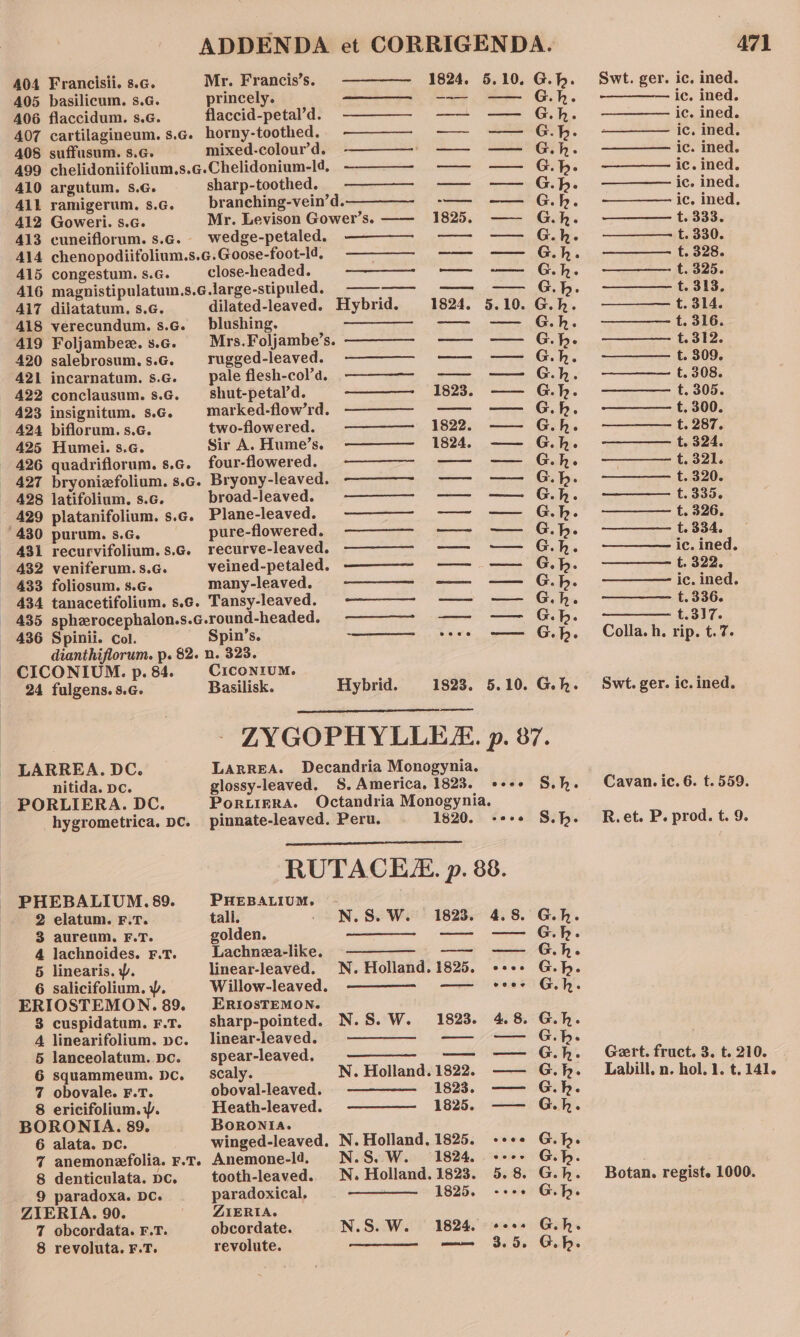 ADDENDA et CORRIGENDA. 471
404 Francisii. s.G. Mr. Francis's. ——— 1824. 5.10. G.h. Swt. ger. ic. ined.
405 basilicum. s.G. princely. ——— —— —— G.h. ——— ic. ined.
406 flaccidum. s.G. flaccid-petal'd. ——— —— —— G.h. ——— ic. ined.
407 cartilagineum. s.G. horny-toothed. ——— —— —— G.h. ——— ic. ined.
408 suffusum. s.G. mixed-colour'd. ——— —— —— G.h. ——— ic. ined.
499 chelidoniifolium.s.G.Chelidonium-ld. ——— —— —— G.h. ——— ic. ined.
410 argutum. s.G. sharp-toothed. ——— —— —— G.h. ——— ic. ined.
411 ramigerum. s.G. branching-vein'd.——— —— —— G.h. ——— ic. ined.
412 Goweri. s.G. Mr. Levison Gower's. —— 1825. —— G.h. ——— t. 333.
413 cuneiflorum. s.G. wedge-petaled. ——— —— —— G.h. ——— t. 330.
414 chenopodiifolium.s.G.Goose-foot-ld. ——— —— —— G.h. ——— t. 328.
415 congestum. s.G. close-headed. ——— —— —— G.h. ——— t. 325.
416 magnistipulatum.s.G.large-stipuled. ——— —— —— G.h. ——— t. 313.
417 dilatatum. s.G. dilated-leaved. Hybrid. 1824. 5.10. G.h. ——— t. 314.
418 verecundum. s.G. blushing. ——— —— —— G.h. ——— t. 316.
419 Foljambeæ. s.G. Mrs.Foljambe's. ——— —— —— G.h. ——— t. 312.
420 salebrosum. s.G. rugged-leaved. ——— —— —— G.h. ——— t. 309.
421 incarnatum. s.G. pale flesh-col'd. ——— —— —— G.h. ——— t. 308.
422 conclausum. s.G. shut-petal'd. ——— 1823. —— G.h. ——— t. 305.
423 insignitum. s.G. marked-flow'rd. ——— —— —— G.h. ——— t. 300.
424 biflorum. s.G. two-flowered. ——— 1822. —— G.h. ——— t. 287.
425 Humei. s.G. Sir A. Hume's. ——— 1824. —— G.h. ——— t. 324.
426 quadriflorum. s.G. four-flowered. ——— —— —— G.h. ——— t. 321.
427 bryoniæfolium. s.G. Bryony-leaved. ——— —— —— G.h. ——— t. 320.
428 latifolium. s.G. broad-leaved. ——— —— —— G.h. ——— t. 335.
429 platanifolium. s.G. Plane-leaved. ——— —— —— G.h. ——— t. 326.
430 purum. s.G. pure-flowered. ——— —— —— G.h. ——— t. 334.
431 recurvifolium. s.G. recurve-leaved. ——— —— —— G.h. ——— ic. ined.
432 veniferum. s.G. veined-petaled. ——— —— —— G.h. ——— t. 322.
433 foliosum. s.G. many-leaved. ——— —— —— G.h. ——— ic. ined.
434 tanacetifolium. s.G. Tansy-leaved. ——— —— —— G.h. ——— t. 336.
435 sphærocephalon.s.G.round-headed. ——— —— —— G.h. ——— t. 317.
436 Spinii. Col. Spin's. ——— .... —— G.h. Colla. h. rip. t. 7.
dianthiflorum. p. 82. n. 323.
CICONIUM. p. 84. CICONIUM.
24 fulgens. s.G. Basilisk. Hybrid. 1823. 5.10. G.h. Swt. ger. ic. ined.
ZYGOPHYLLEÆ. p. 87.
LARREA. DC. LARREA. Decandria Monogynia.
nitida. DC. glossy-leaved. S. America. 1823. .... S.h. Cavan. ic. 6. t. 559.
PORLIERA. DC. PORLIERA. Octandria Monogynia.
hygrometrica. DC. pinnate-leaved. Peru. 1820. .... S.h. R. et. P. prod. t. 9.
RUTACEÆ. p. 88.
PHEBALIUM. 89. PHEBALIUM.
2 elatum. F.T. tall. N. S. W. 1823. 4.8. G.h.
3 aureum. F.T. golden. ——— —— —— G.h.
4 lachnoides. F.T. Lachnæa-like. ——— —— —— G.h.
5 linearis. ψ. linear-leaved. N. Holland. 1825. .... G.h.
6 salicifolium. ψ. Willow-leaved. ——— —— .... G.h.
ERIOSTEMON. 89. ERIOSTEMON.
3 cuspidatum. F.T. sharp-pointed. N. S. W. 1823. 4.8. G.h.
4 linearifolium. DC. linear-leaved. ——— —— —— G.h.
5 lanceolatum. DC. spear-leaved. ——— —— —— G.h. Gært. fruct. 3. t. 210.
6 squammeum. DC. scaly. N. Holland. 1822. —— G.h. Labill. n. hol. 1. t. 141.
7 obovale. F.T. oboval-leaved. ——— 1823. —— G.h.
8 ericifolium. ψ. Heath-leaved. ——— 1825. —— G.h.
BORONIA. 89. BORONIA.
6 alata. DC. winged-leaved. N. Holland. 1825. .... G.h.
7 anemonæfolia. F.T. Anemone-ld. N.S. W. 1824. .... G.h.
8 denticulata. DC. tooth-leaved. N. Holland. 1823. 5.8. G.h. Botan. regist. 1000.
9 paradoxa. DC. paradoxical. ——— 1825. .... G.h.
ZIERIA. 90. ZIERIA.
7 obcordata. F.T. obcordate. N.S. W. 1824. .... G.h.
8 revoluta. F.T. revolute. ——— —— 3.5. G.h.